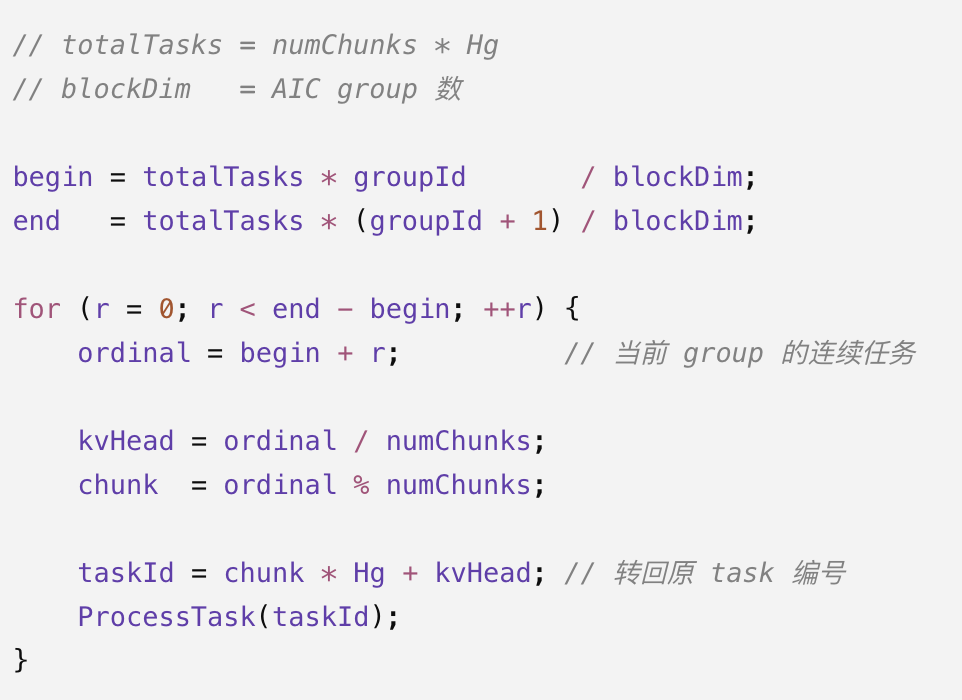 // totalTasks = numChunks * Hg
// blockDim   = AIC group 数
begin = totalTasks * groupId       / blockDim;
end   = totalTasks * (groupId + 1) / blockDim;
for (r = 0; r < end - begin; ++r) {
    ordinal = begin + r;          // 当前 group 的连续任务
    kvHead = ordinal / numChunks;
    chunk  = ordinal % numChunks;
    taskId = chunk * Hg + kvHead; // 转回原 task 编号
    ProcessTask(taskId);
}